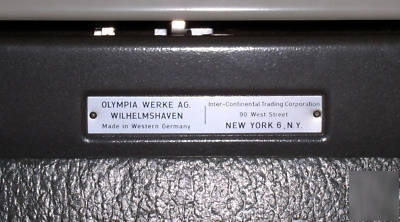 OLYMPIA WERKE AG.
WILHELMSHAVEN
Made in Western Germany
Inter-Continental Trading Corporation
90 West Street
NEW YORK 6, N.Y.